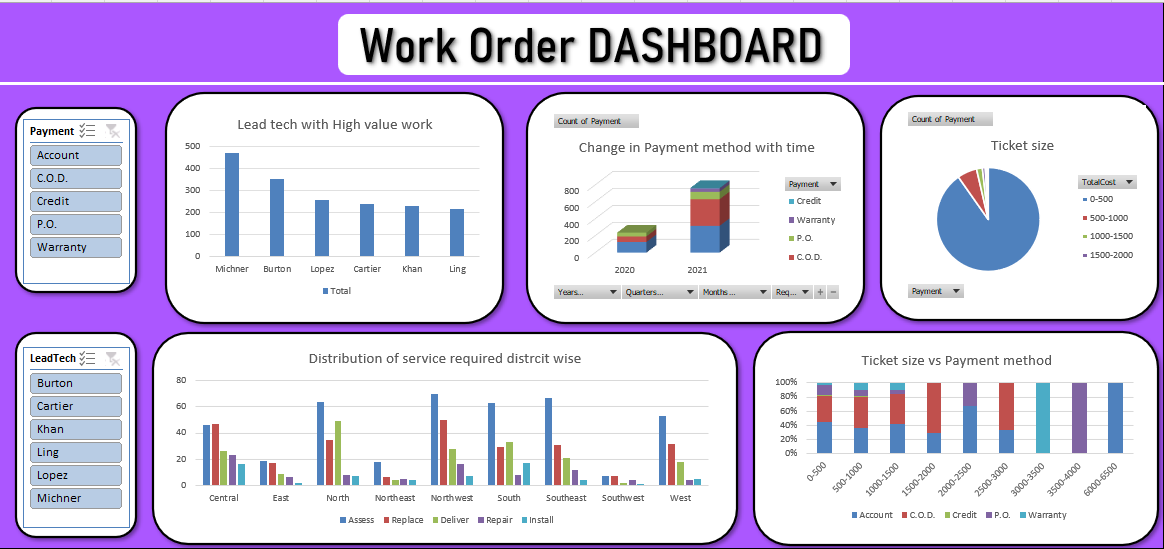 Work Order DASHBOARD
Payment
Account
C.O.D.
Credit
P.O.
Warranty
Lead tech with High value work
500
400
300
200
100
0
Michner Burton Lopez Cartier Khan Ling
Total
Count of Payment
Change in Payment method with time
800
600
400
200
0
2020 2021
Payment
Credit
Warranty
P.O.
C.O.D.
Years... Quarters... Months... Req... + −
Count of Payment
Ticket size
TotalCost
0-500
500-1000
1000-1500
1500-2000
Payment
LeadTech
Burton
Cartier
Khan
Ling
Lopez
Michner
Distribution of service required distrcit wise
80
60
40
20
0
Central East North Northeast Northwest South Southeast Southwest West
Assess Replace Deliver Repair Install
Ticket size vs Payment method
100%
80%
60%
40%
20%
0%
0-500 500-1000 1000-1500 1500-2000 2000-2500 2500-3000 3000-3500 3500-4000 6000-6500
Account C.O.D. Credit P.O. Warranty